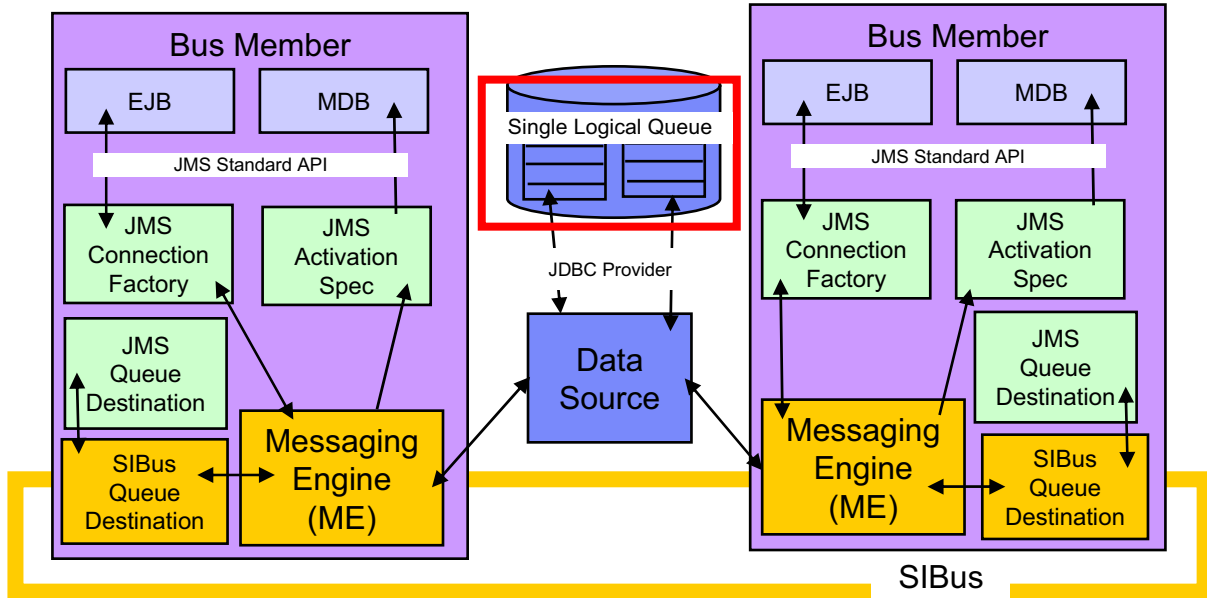 Bus Member
EJB
MDB
JMS Standard API
JMS
Connection
Factory
JMS
Activation
Spec
JMS
Queue
Destination
SIBus
Queue
Destination
Messaging
Engine
(ME)
Single Logical Queue
JDBC Provider
Data
Source
Bus Member
EJB
MDB
JMS Standard API
JMS
Connection
Factory
JMS
Activation
Spec
JMS
Queue
Destination
Messaging
Engine
(ME)
SIBus
Queue
Destination
SIBus